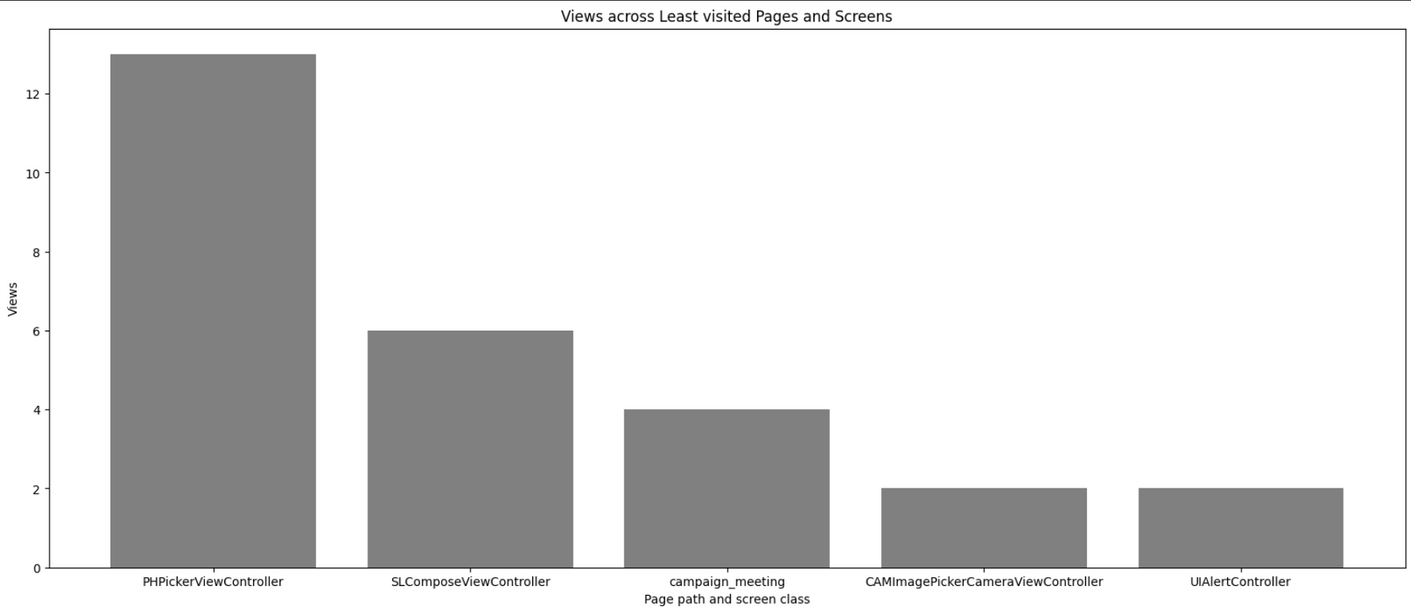 Views across Least visited Pages and Screens
12
10
8
6
4
2
0
Views
PHPickerViewController SLComposeViewController campaign_meeting CAMImagePickerCameraViewController UIAlertController
Page path and screen class